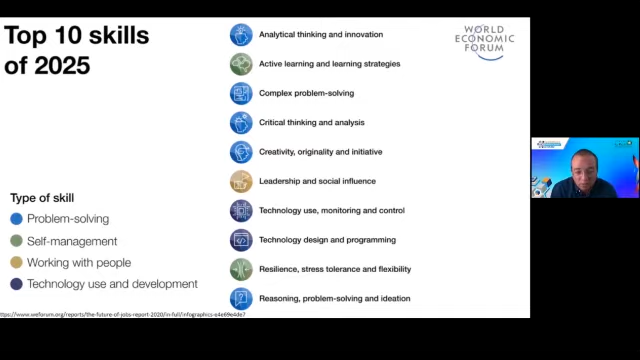 Top 10 skills
of 2025
Analytical thinking and innovation
Active learning and learning strategies
Complex problem-solving
Critical thinking and analysis
Creativity, originality and initiative
Leadership and social influence
Technology use, monitoring and control
Technology design and programming
Resilience, stress tolerance and flexibility
Reasoning, problem-solving and ideation
WORLD
ECONOMIC
FORUM
Type of skill
Problem-solving
Self-management
Working with people
Technology use and development
ttps://www.weforum.org/reports/the-future-of-jobs-report-2020/in-full/infographics-e4e69e4de7